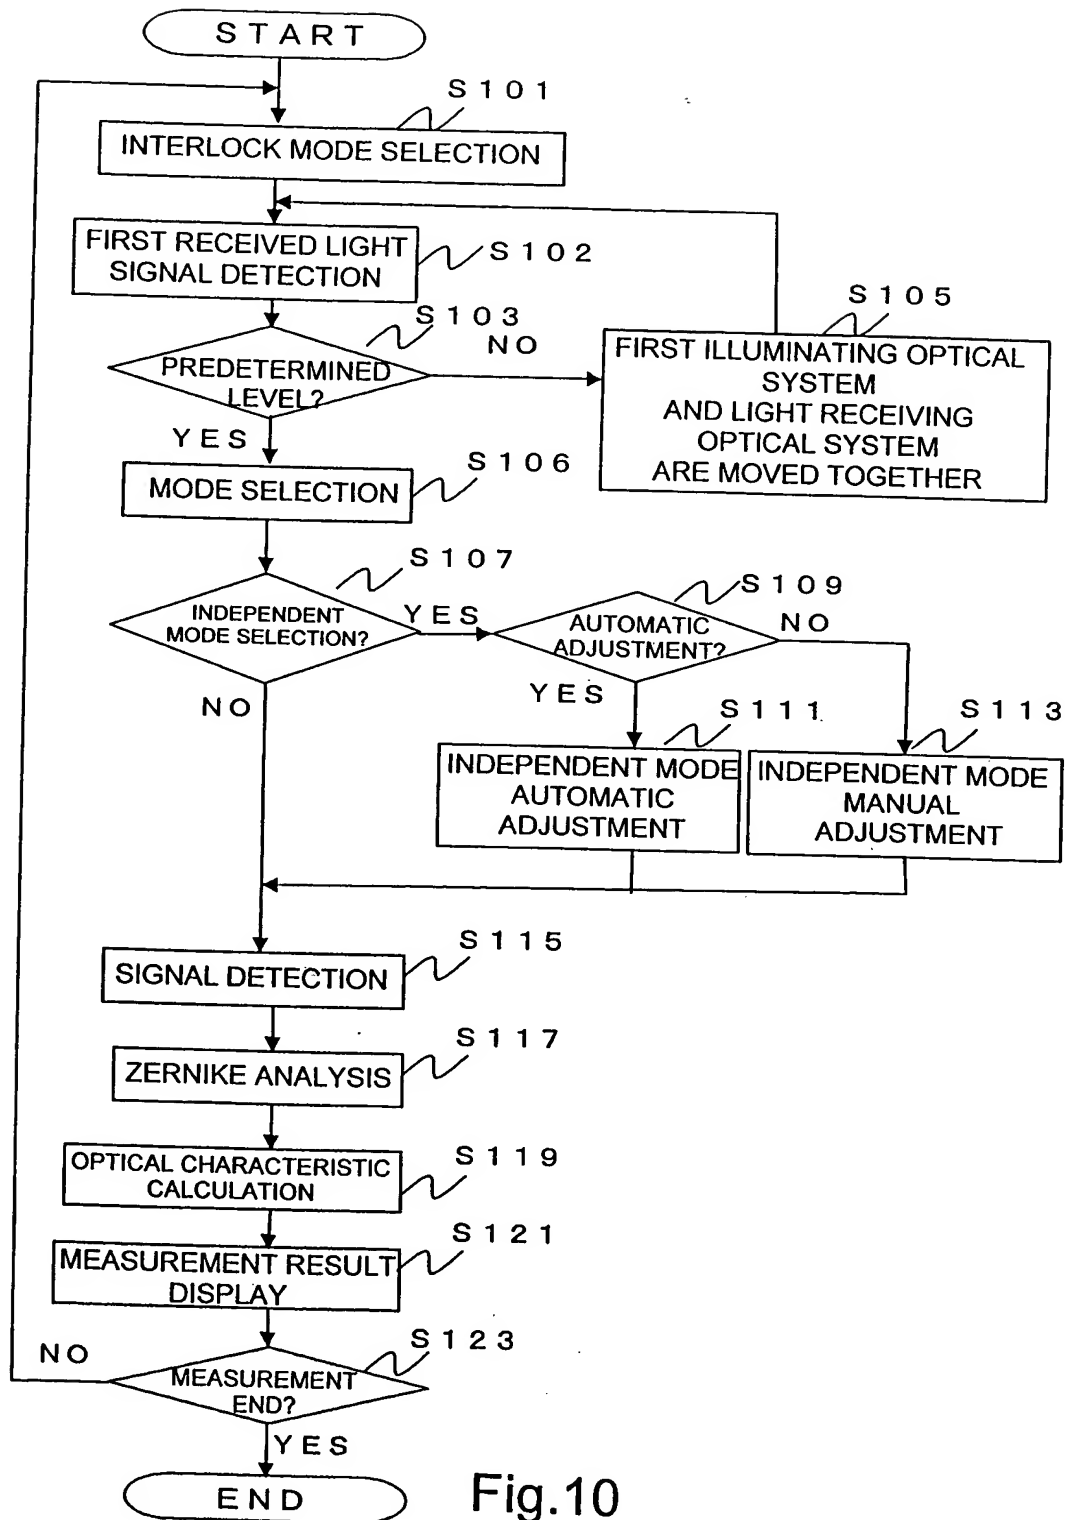 START
S101
INTERLOCK MODE SELECTION
FIRST RECEIVED LIGHT
SIGNAL DETECTION
S102
S103
PREDETERMINED
LEVEL?
NO
S105
FIRST ILLUMINATING OPTICAL
SYSTEM
AND LIGHT RECEIVING
OPTICAL SYSTEM
ARE MOVED TOGETHER
YES
S106
MODE SELECTION
S107
INDEPENDENT
MODE SELECTION?
YES
S109
AUTOMATIC
ADJUSTMENT?
NO
NO
YES
S111
INDEPENDENT MODE
AUTOMATIC
ADJUSTMENT
S113
INDEPENDENT MODE
MANUAL
ADJUSTMENT
S115
SIGNAL DETECTION
S117
ZERNIKE ANALYSIS
S119
OPTICAL CHARACTERISTIC
CALCULATION
S121
MEASUREMENT RESULT
DISPLAY
S123
NO
MEASUREMENT
END?
YES
END
Fig.10